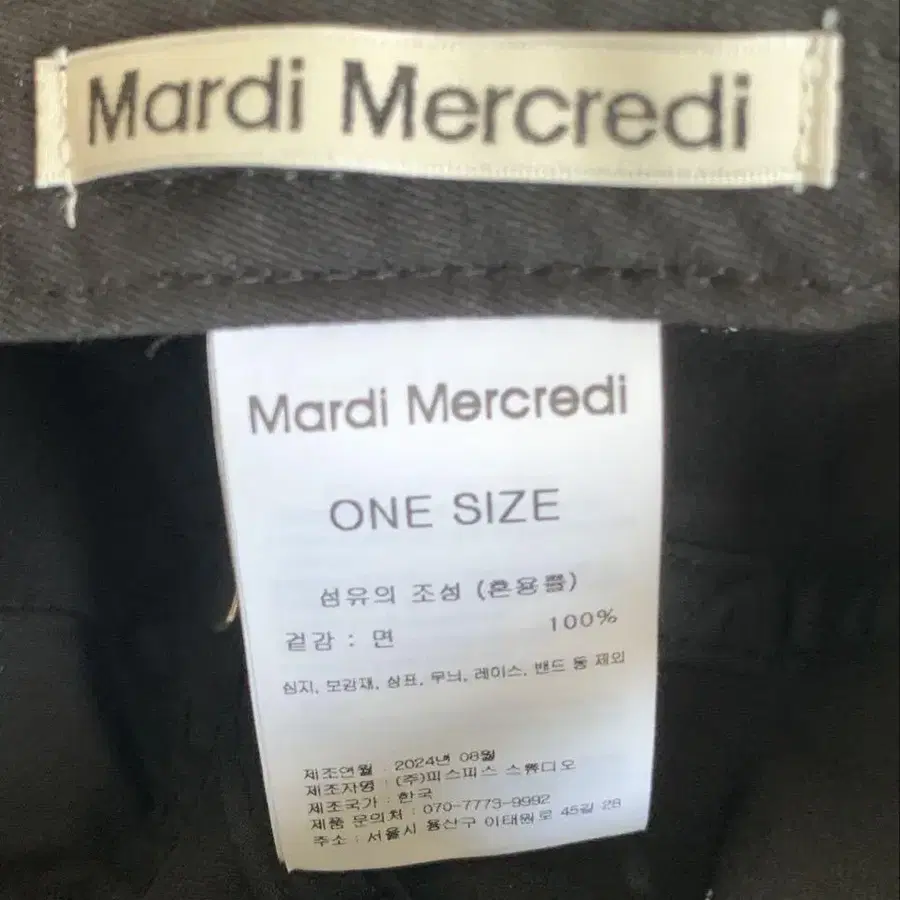 Mardi Mercredi
Mardi Mercredi
ONE SIZE
섬유의 조성 (혼용률)
겉감 : 면 100%
심지, 보강재, 상표, 무늬, 레이스, 밴드 등 제외
제조연월 : 2024년 08월
제조자명 : (주)피스피스 스튜디오
제조국가 : 한국
제품 문의처 : 070-7773-9992
주소 : 서울시 용산구 이태원로 45길 28